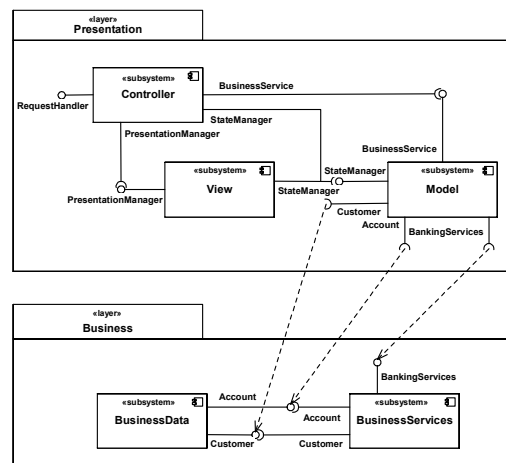 «layer»
Presentation
«subsystem»
Controller
BusinessService
RequestHandler
StateManager
PresentationManager
BusinessService
«subsystem»
View
StateManager
«subsystem»
Model
StateManager
PresentationManager
Customer
Account
BankingServices
«layer»
Business
BankingServices
«subsystem»
BusinessData
Account
Account
«subsystem»
BusinessServices
Customer
Customer